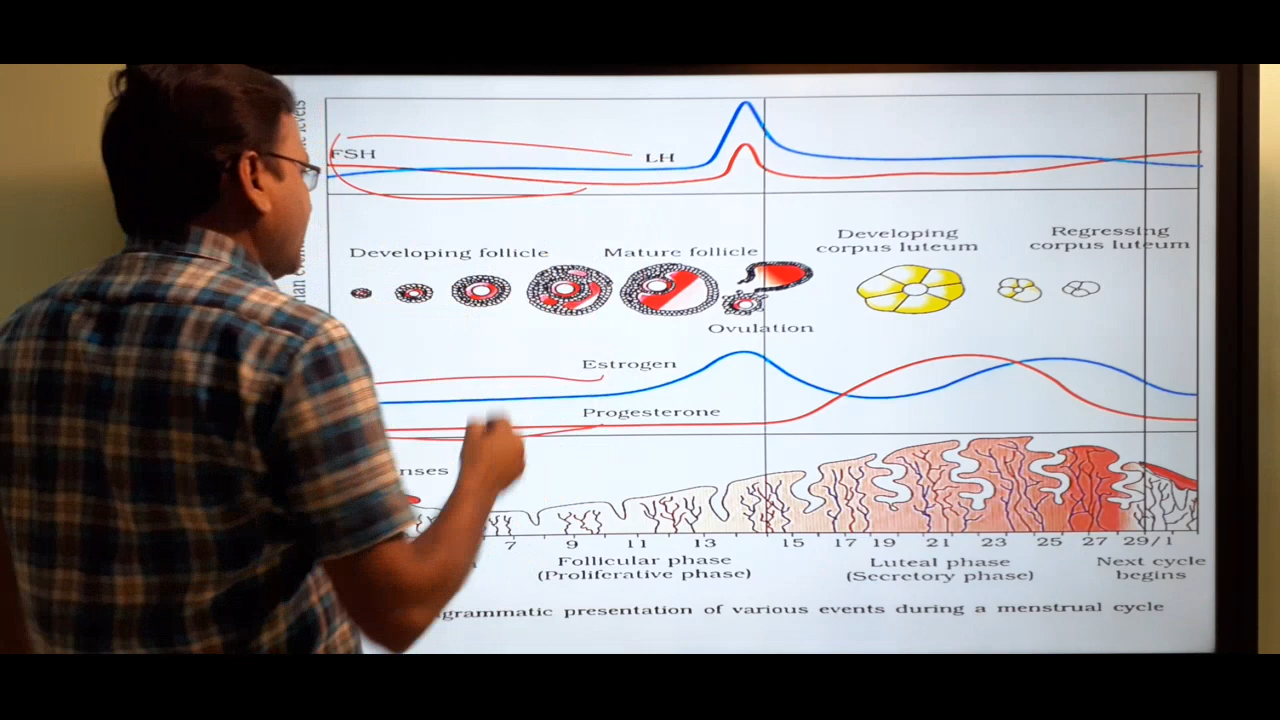 FSH
LH
Developing follicle
Mature follicle
Developing
corpus luteum
Regressing
corpus luteum
Ovulation
Estrogen
Progesterone
7 9 11 13 15 17 19 21 23 25 27 29/1
Follicular phase
(Proliferative phase)
Luteal phase
(Secretory phase)
Next cycle
begins
presentation of various events during a menstrual cycle